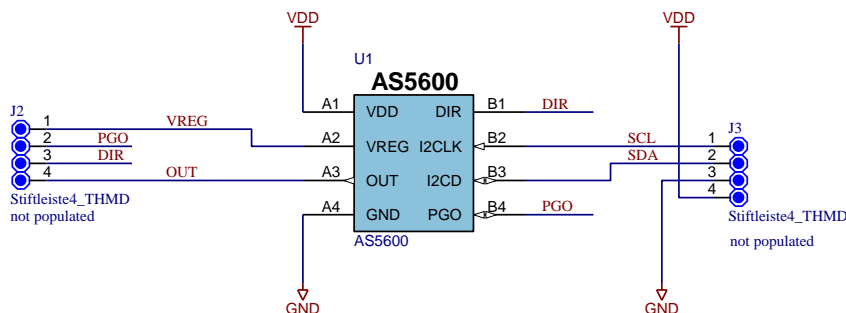 VDD
VDD
U1
AS5600
J2
1
2
3
4
VREG
PGO
DIR
OUT
Stiftleiste4_THMD
not populated
A1
A2
A3
A4
VDD
VREG
OUT
GND
DIR
I2CLK
I2CD
PGO
B1
B2
B3
B4
DIR
SCL
SDA
PGO
AS5600
J3
1
2
3
4
Stiftleiste4_THMD
not populated
GND
GND